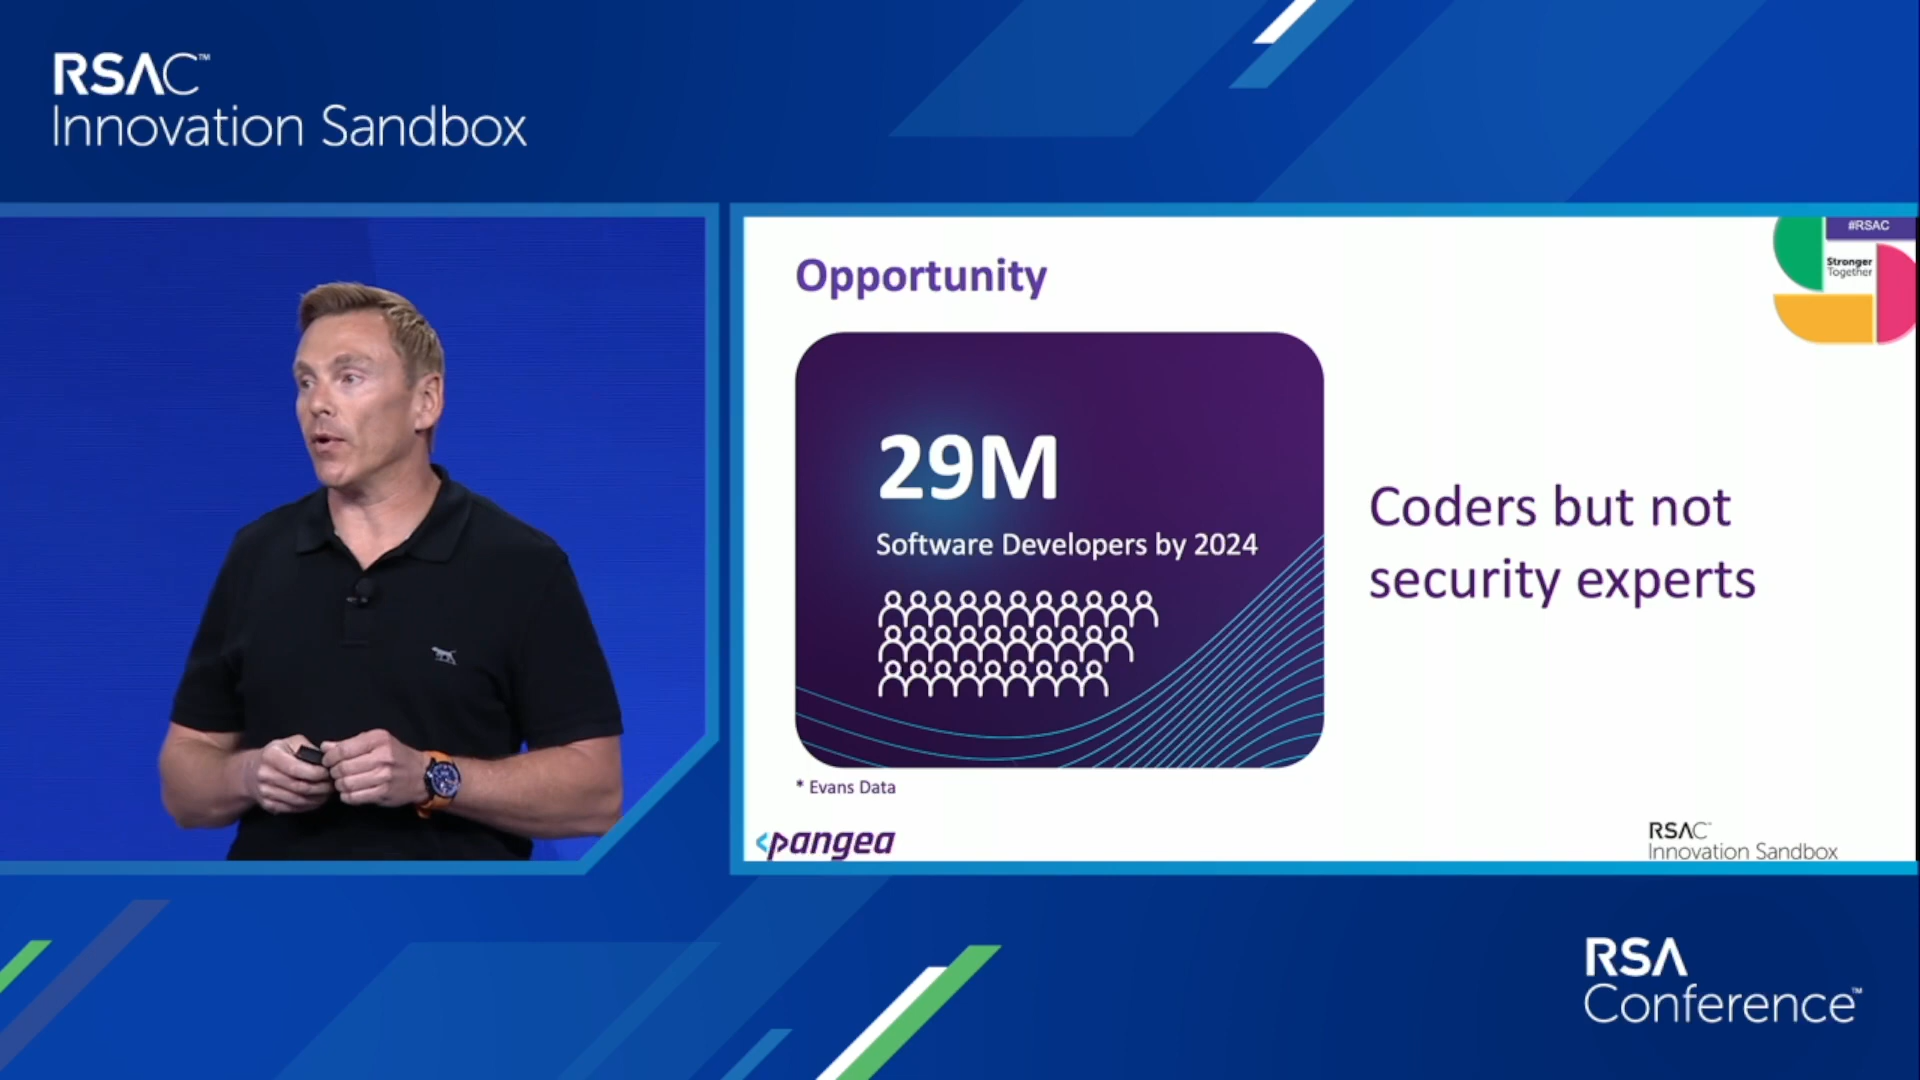 RSAC™
Innovation Sandbox
#RSAC
Stronger
Together
Opportunity
29M
Software Developers by 2024
Coders but not
security experts
* Evans Data
<pangea
RSAC™
Innovation Sandbox
RSA
Conference™